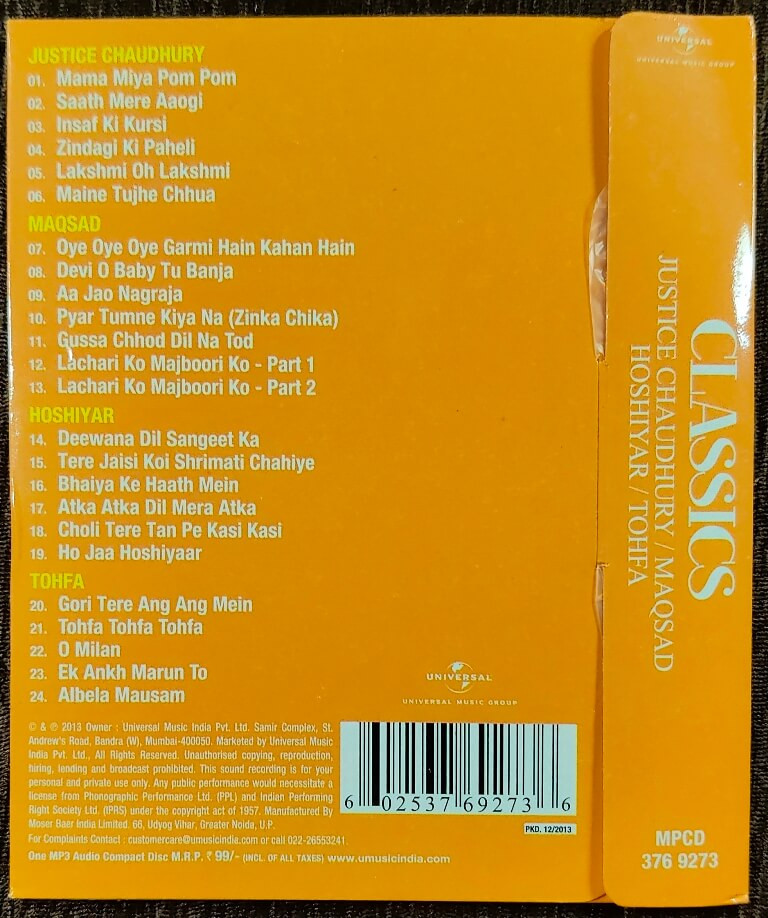 JUSTICE CHAUDHURY
01. Mama Miya Pom Pom
02. Saath Mere Aaogi
03. Insaf Ki Kursi
04. Zindagi Ki Paheli
05. Lakshmi Oh Lakshmi
06. Maine Tujhe Chhua
MAQSAD
07. Oye Oye Oye Garmi Hain Kahan Hain
08. Devi O Baby Tu Banja
09. Aa Jao Nagraja
10. Pyar Tumne Kiya Na (Zinka Chika)
11. Gussa Chhod Dil Na Tod
12. Lachari Ko Majboori Ko - Part 1
13. Lachari Ko Majboori Ko - Part 2
HOSHIYAR
14. Deewana Dil Sangeet Ka
15. Tere Jaisi Koi Shrimati Chahiye
16. Bhaiya Ke Haath Mein
17. Atka Atka Dil Mera Atka
18. Choli Tere Tan Pe Kasi Kasi
19. Ho Jaa Hoshiyaar
TOHFA
20. Gori Tere Ang Ang Mein
21. Tohfa Tohfa Tohfa
22. O Milan
23. Ek Ankh Marun To
24. Albela Mausam
© & ℗ 2013 Owner : Universal Music India Pvt. Ltd. Samir Complex, St.
Andrew's Road, Bandra (W), Mumbai-400050. Marketed by Universal Music
India Pvt. Ltd., All Rights Reserved. Unauthorised copying, reproduction,
hiring, lending and broadcast prohibited. This sound recording is for your
personal and private use only. Any public performance would necessitate a
license from Phonographic Performance Ltd. (PPL) and Indian Performing
Right Society Ltd. (IPRS) under the copyright act of 1957. Manufactured By
Moser Baer India Limited. 66, Udyog Vihar, Greater Noida, U.P.
For Complaints Contact : customercare@umusicindia.com or call 022-26553241.
One MP3 Audio Compact Disc M.R.P. ₹ 99/- (INCL. OF ALL TAXES) www.umusicindia.com
UNIVERSAL
UNIVERSAL MUSIC GROUP
6 02537 69273 6
PKD. 12/2013
UNIVERSAL
UNIVERSAL MUSIC GROUP
CLASSICS
JUSTICE CHAUDHURY / MAQSAD
HOSHIYAR / TOHFA
MPCD
376 9273